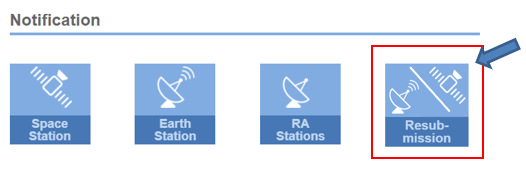 Notification
Space
Station
Earth
Station
RA
Stations
Resub-
mission